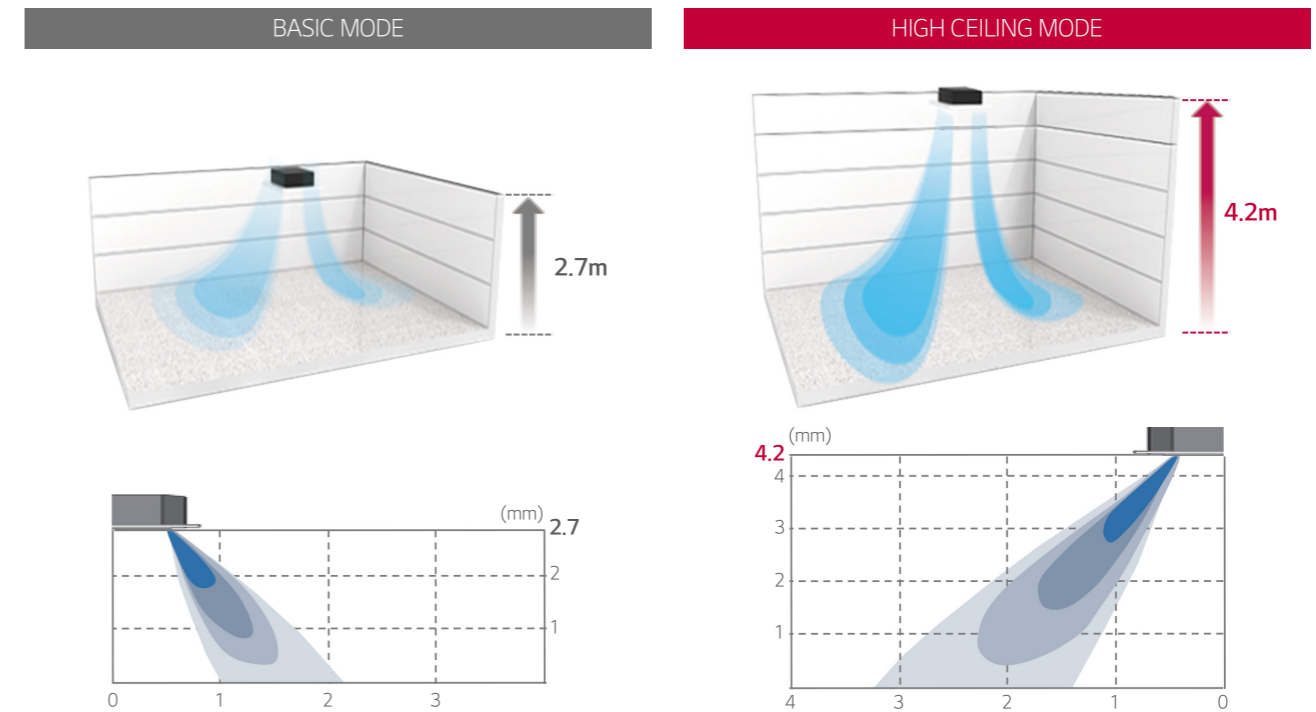 BASIC MODE
2.7m
(mm) 2.7
2
1
0 1 2 3
HIGH CEILING MODE
4.2m
(mm)
4.2
4
3
2
1
4 3 2 1 0